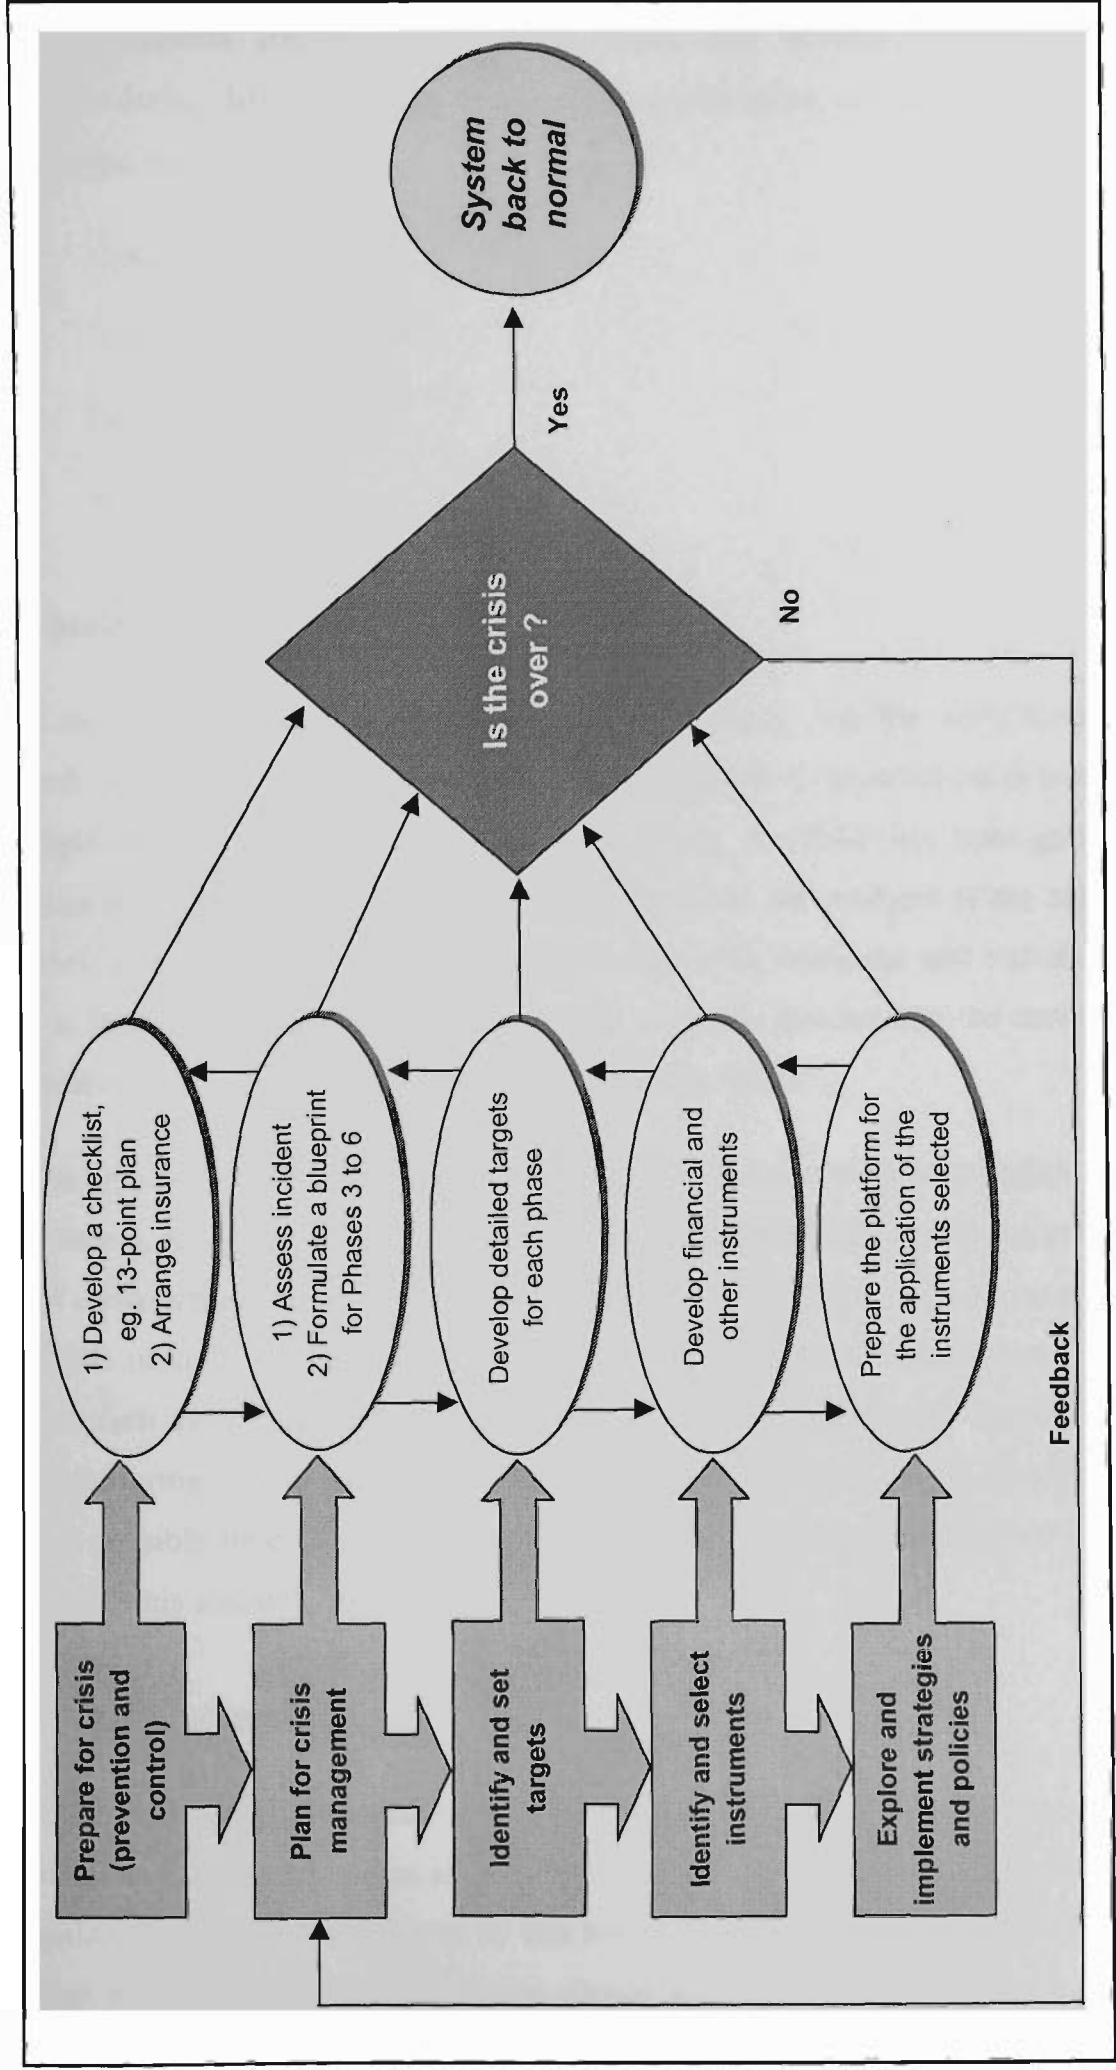 Prepare for crisis
(prevention and
control)
1) Develop a checklist,
eg. 13-point plan
2) Arrange insurance
Plan for crisis
management
1) Assess incident
2) Formulate a blueprint
for Phases 3 to 6
Identify and set
targets
Develop detailed targets
for each phase
Identify and select
instruments
Develop financial and
other instruments
Explore and
implement strategies
and policies
Prepare the platform for
the application of the
instruments selected
Is the crisis
over ?
Yes
System
back to
normal
No
Feedback